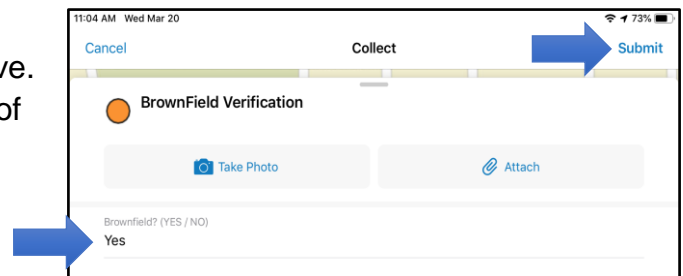 ve.
of
11:04 AM Wed Mar 20 73%
Cancel Collect Submit
BrownField Verification
Take Photo Attach
Brownfield? (YES / NO)
Yes